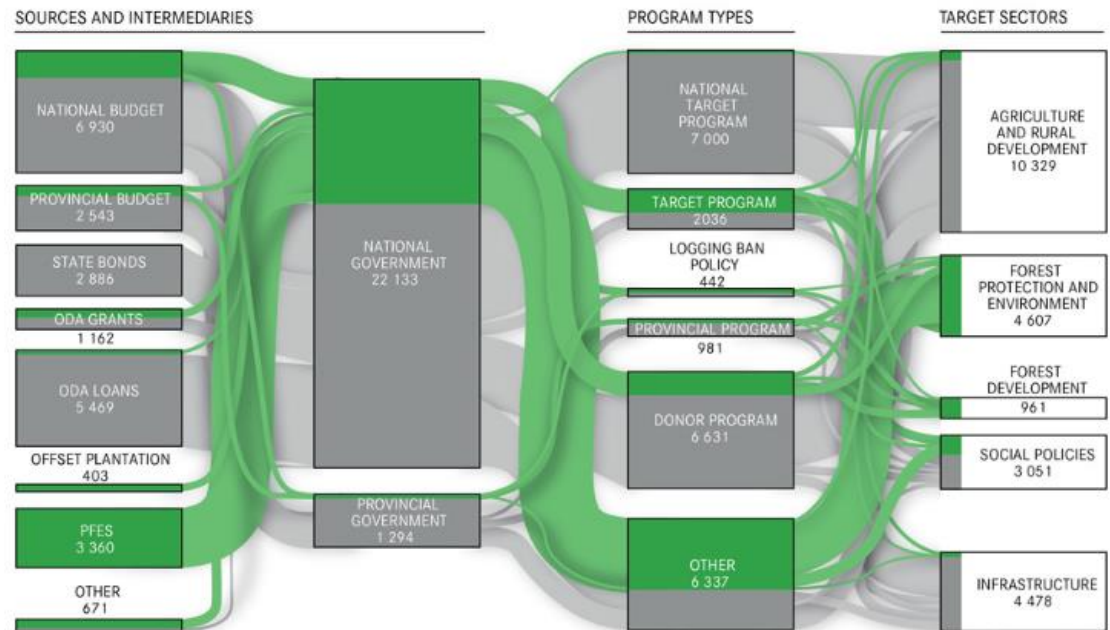 SOURCES AND INTERMEDIARIES
PROGRAM TYPES
TARGET SECTORS
NATIONAL BUDGET
6 930
PROVINCIAL BUDGET
2 543
STATE BONDS
2 886
ODA GRANTS
1 162
ODA LOANS
5 469
OFFSET PLANTATION
403
PFES
3 360
OTHER
671
NATIONAL
GOVERNMENT
22 133
PROVINCIAL
GOVERNMENT
1 294
NATIONAL
TARGET
PROGRAM
7 000
TARGET PROGRAM
2036
LOGGING BAN
POLICY
442
PROVINCIAL PROGRAM
981
DONOR PROGRAM
6 631
OTHER
6 337
AGRICULTURE
AND RURAL
DEVELOPMENT
10 329
FOREST
PROTECTION AND
ENVIRONMENT
4 607
FOREST
DEVELOPMENT
961
SOCIAL POLICIES
3 051
INFRASTRUCTURE
4 478